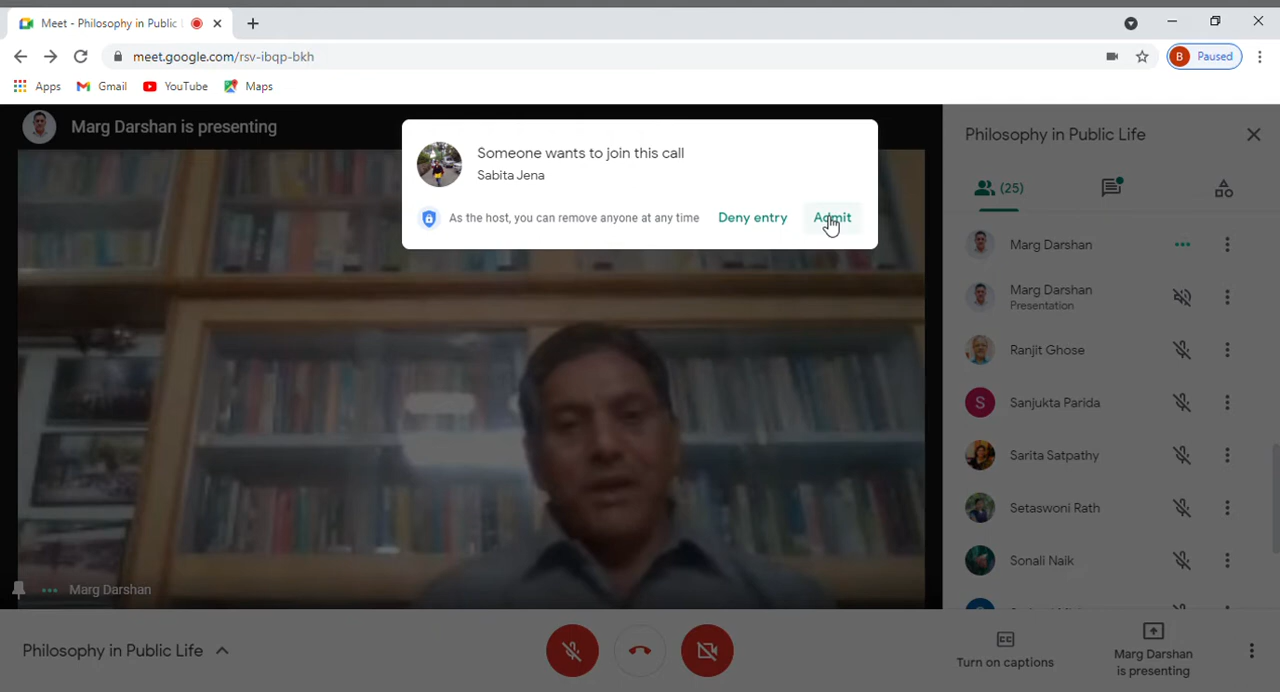 Meet - Philosophy in Public
meet.google.com/rsv-ibqp-bkh
B Paused
Apps Gmail YouTube Maps
Marg Darshan is presenting
Someone wants to join this call
Sabita Jena
As the host, you can remove anyone at any time Deny entry Admit
Philosophy in Public Life
(25)
Marg Darshan
Marg Darshan
Presentation
Ranjit Ghose
S Sanjukta Parida
Sarita Satpathy
Setaswoni Rath
Sonali Naik
Marg Darshan
Philosophy in Public Life
CC
Turn on captions
Marg Darshan
is presenting